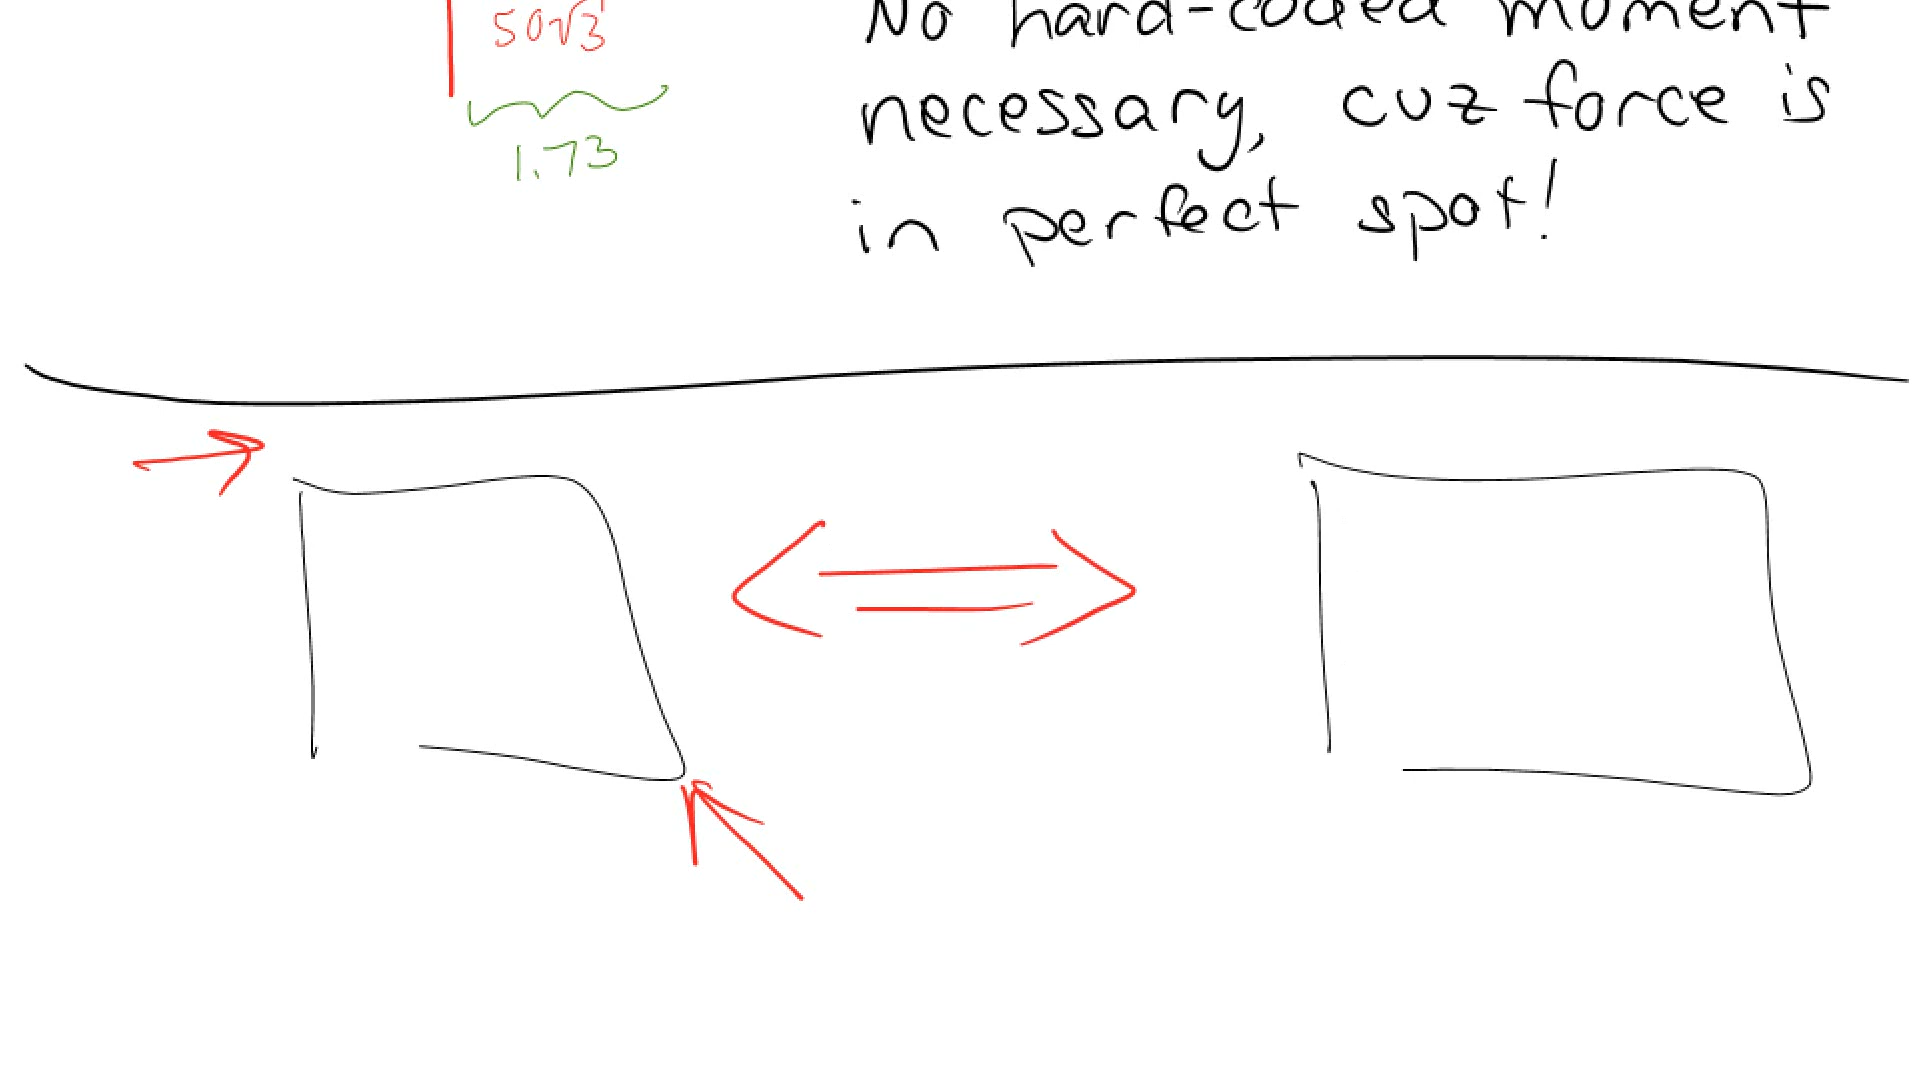 50√3
No hard-coded moment
necessary, cuz force is
1.73
in perfect spot!